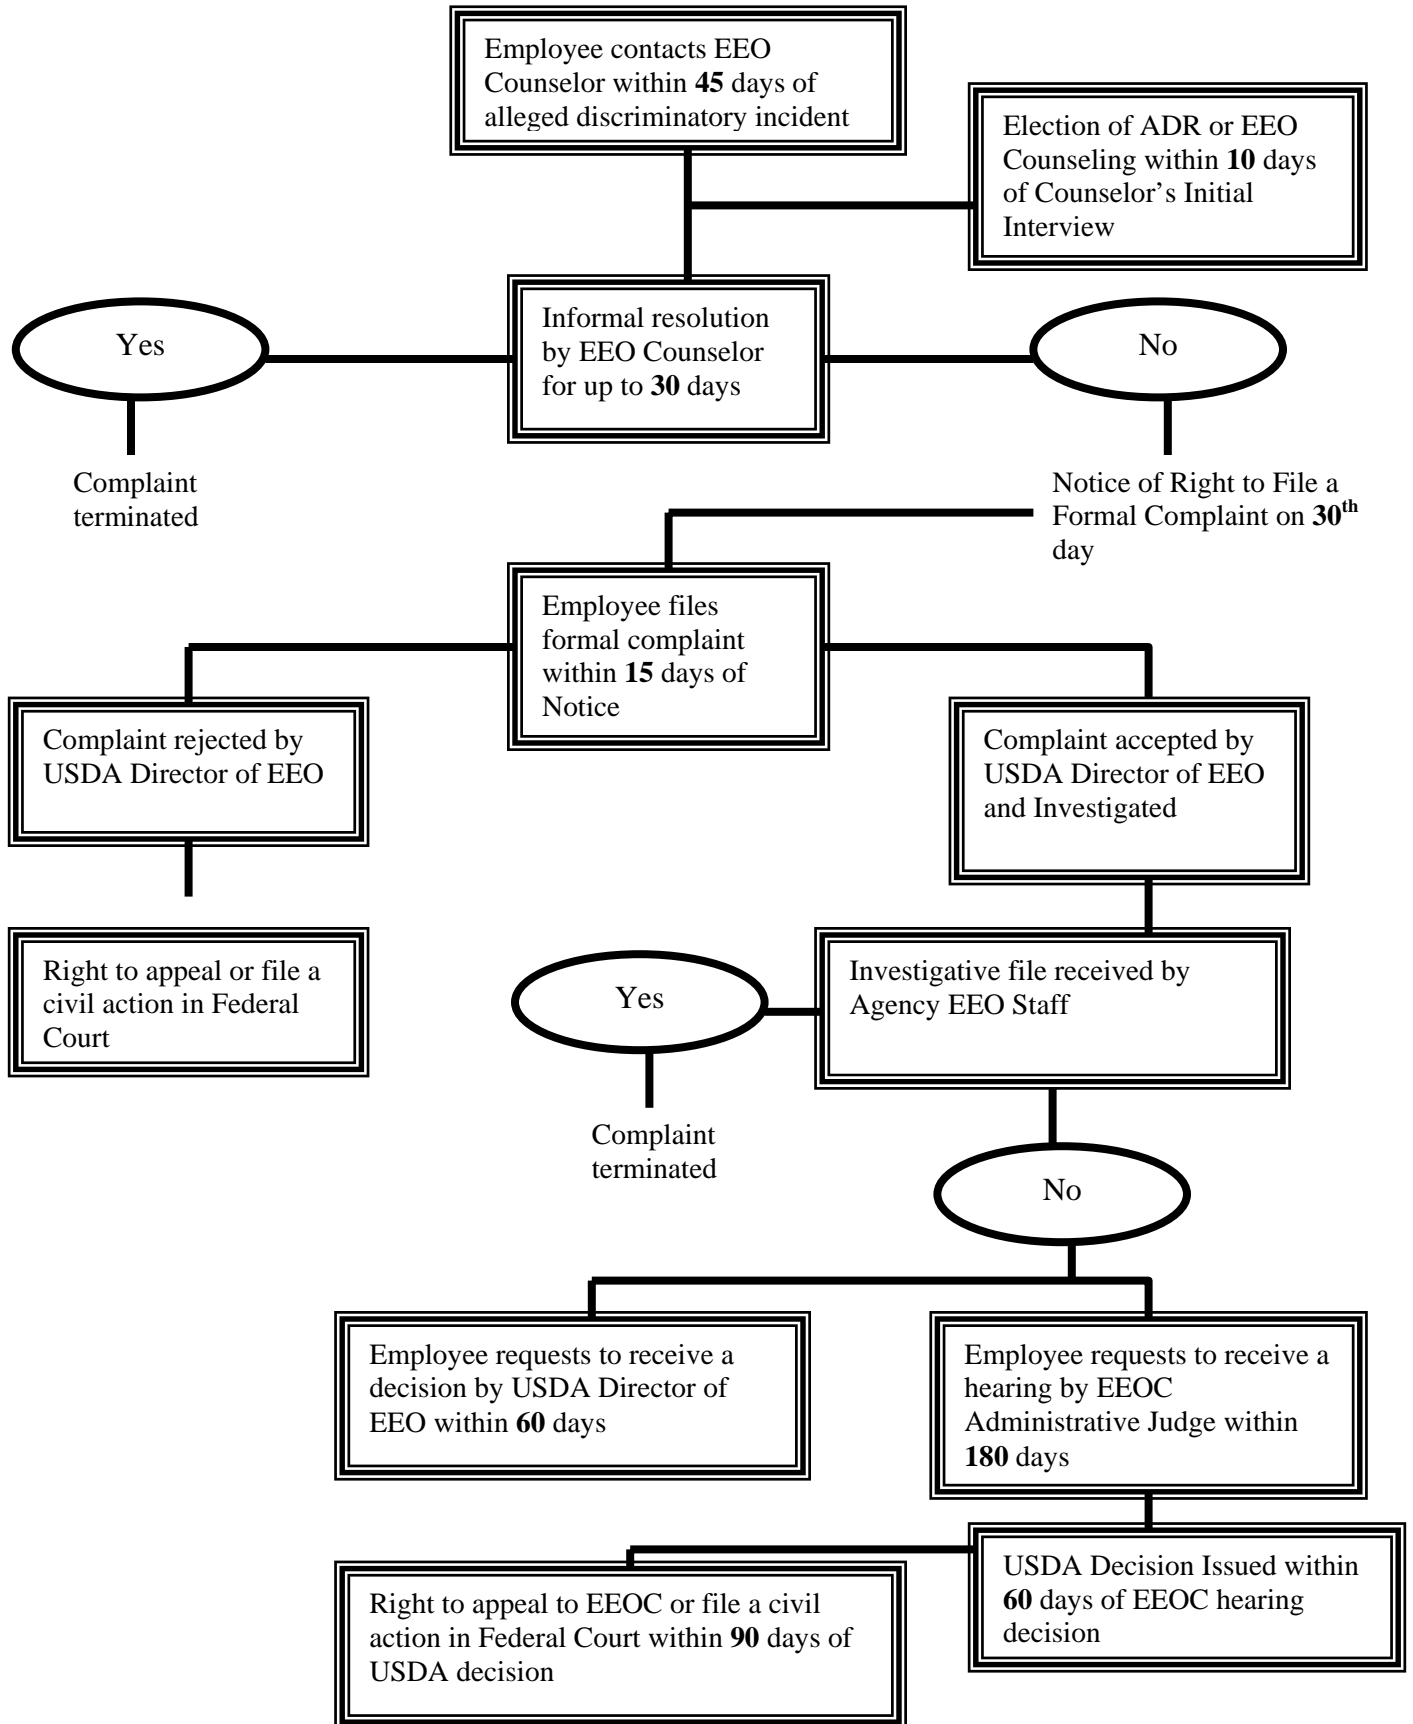 Employee contacts EEO
Counselor within 45 days of
alleged discriminatory incident
Election of ADR or EEO
Counseling within 10 days
of Counselor’s Initial
Interview
Yes
Informal resolution
by EEO Counselor
for up to 30 days
No
Complaint
terminated
Notice of Right to File a
Formal Complaint on 30th
day
Employee files
formal complaint
within 15 days of
Notice
Complaint rejected by
USDA Director of EEO
Complaint accepted by
USDA Director of EEO
and Investigated
Right to appeal or file a
civil action in Federal
Court
Yes
Investigative file received by
Agency EEO Staff
Complaint
terminated
No
Employee requests to receive a
decision by USDA Director of
EEO within 60 days
Employee requests to receive a
hearing by EEOC
Administrative Judge within
180 days
USDA Decision Issued within
60 days of EEOC hearing
decision
Right to appeal to EEOC or file a civil
action in Federal Court within 90 days of
USDA decision